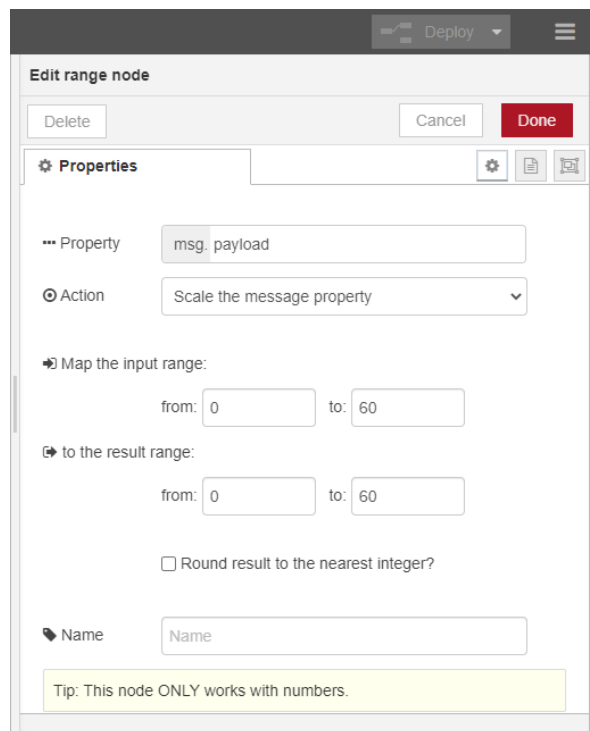 Deploy
Edit range node
Delete Cancel Done
Properties
Property msg. payload
Action Scale the message property
Map the input range:
from: 0 to: 60
to the result range:
from: 0 to: 60
Round result to the nearest integer?
Name Name
Tip: This node ONLY works with numbers.